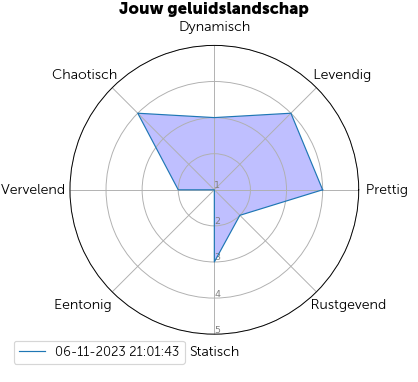 Jouw geluidslandschap
Dynamisch
Chaotisch
Levendig
Vervelend
1
Prettig
2
3
4
Eentonig
Rustgevend
5
06-11-2023 21:01:43
Statisch